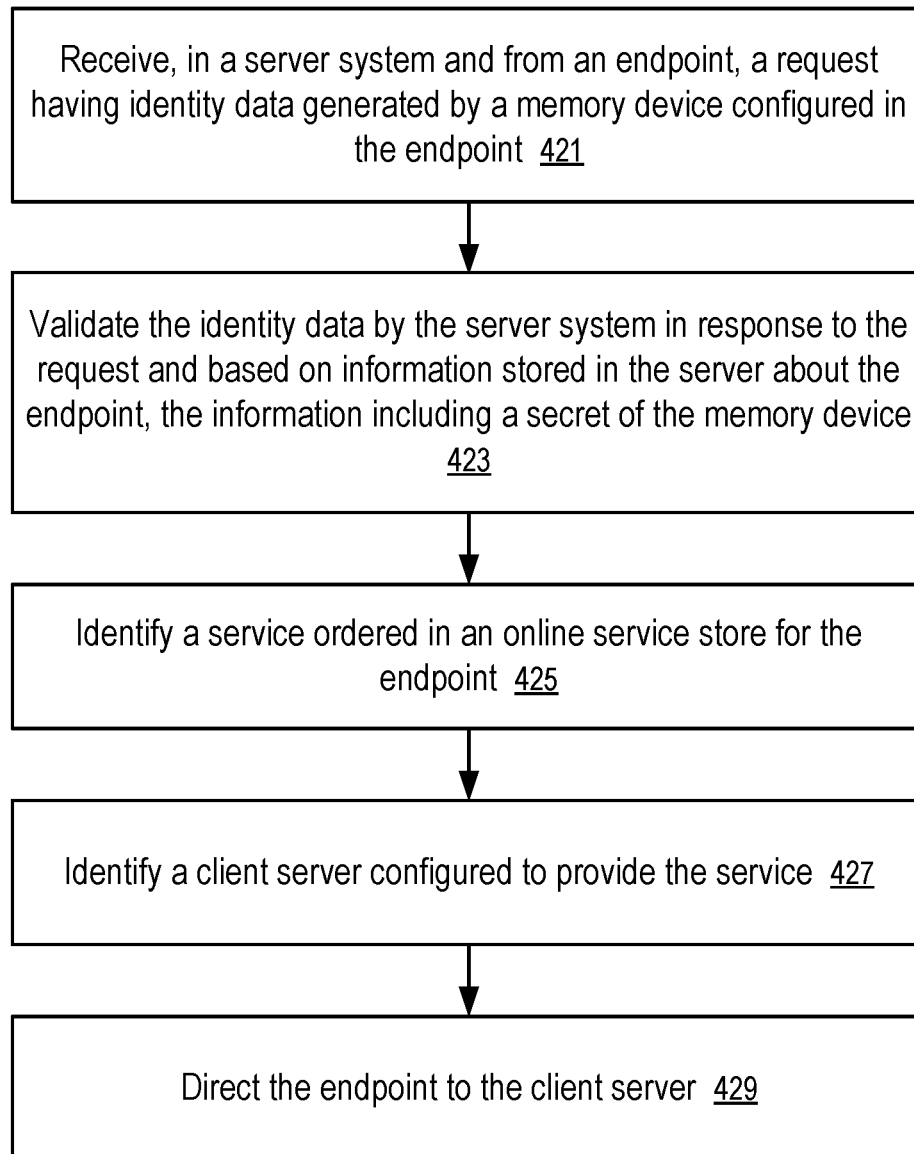 Receive, in a server system and from an endpoint, a request
having identity data generated by a memory device configured in
the endpoint 421
Validate the identity data by the server system in response to the
request and based on information stored in the server about the
endpoint, the information including a secret of the memory device
423
Identify a service ordered in an online service store for the
endpoint 425
Identify a client server configured to provide the service 427
Direct the endpoint to the client server 429